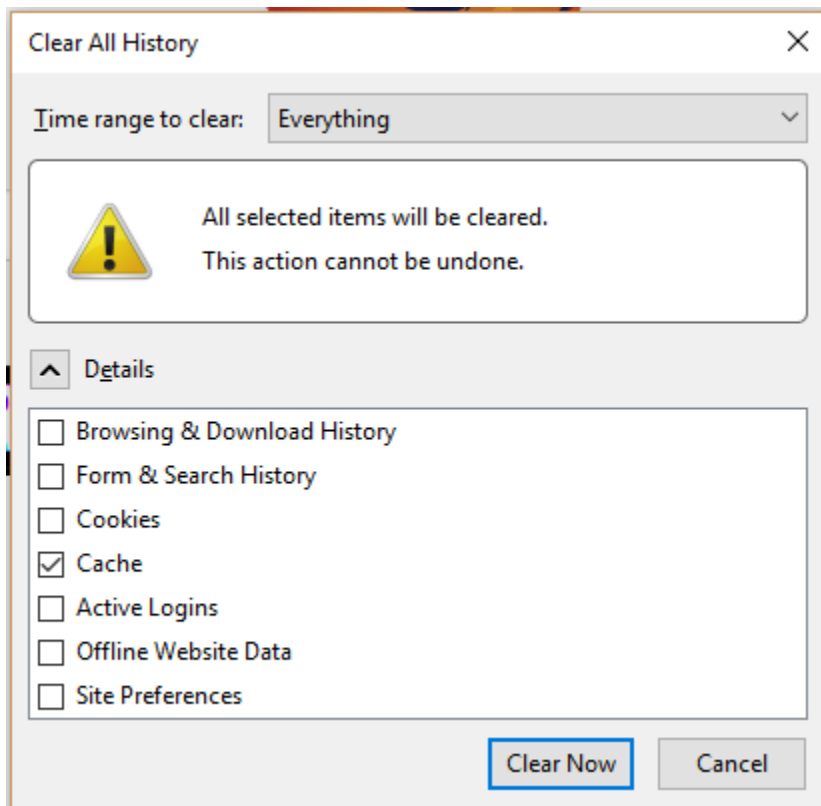 Clear All History
Time range to clear: Everything
All selected items will be cleared.
This action cannot be undone.
Details
Browsing & Download History
Form & Search History
Cookies
Cache
Active Logins
Offline Website Data
Site Preferences
Clear Now Cancel